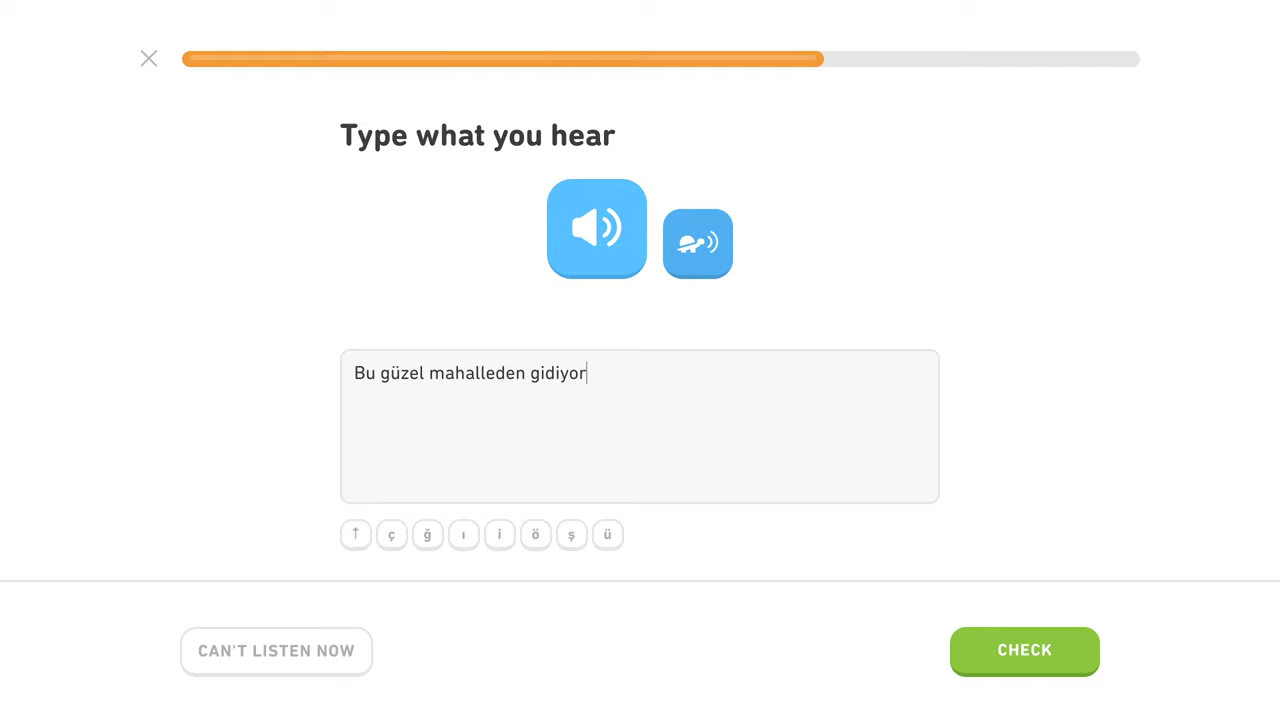 Type what you hear
Bu güzel mahalleden gidiyor
↑ ç ğ ı i ö ş ü
CAN'T LISTEN NOW
CHECK